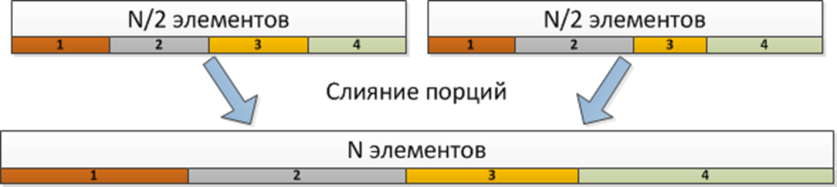 N/2 элементов
N/2 элементов
1 2 3 4
1 2 3 4
Слияние порций
N элементов
1 2 3 4